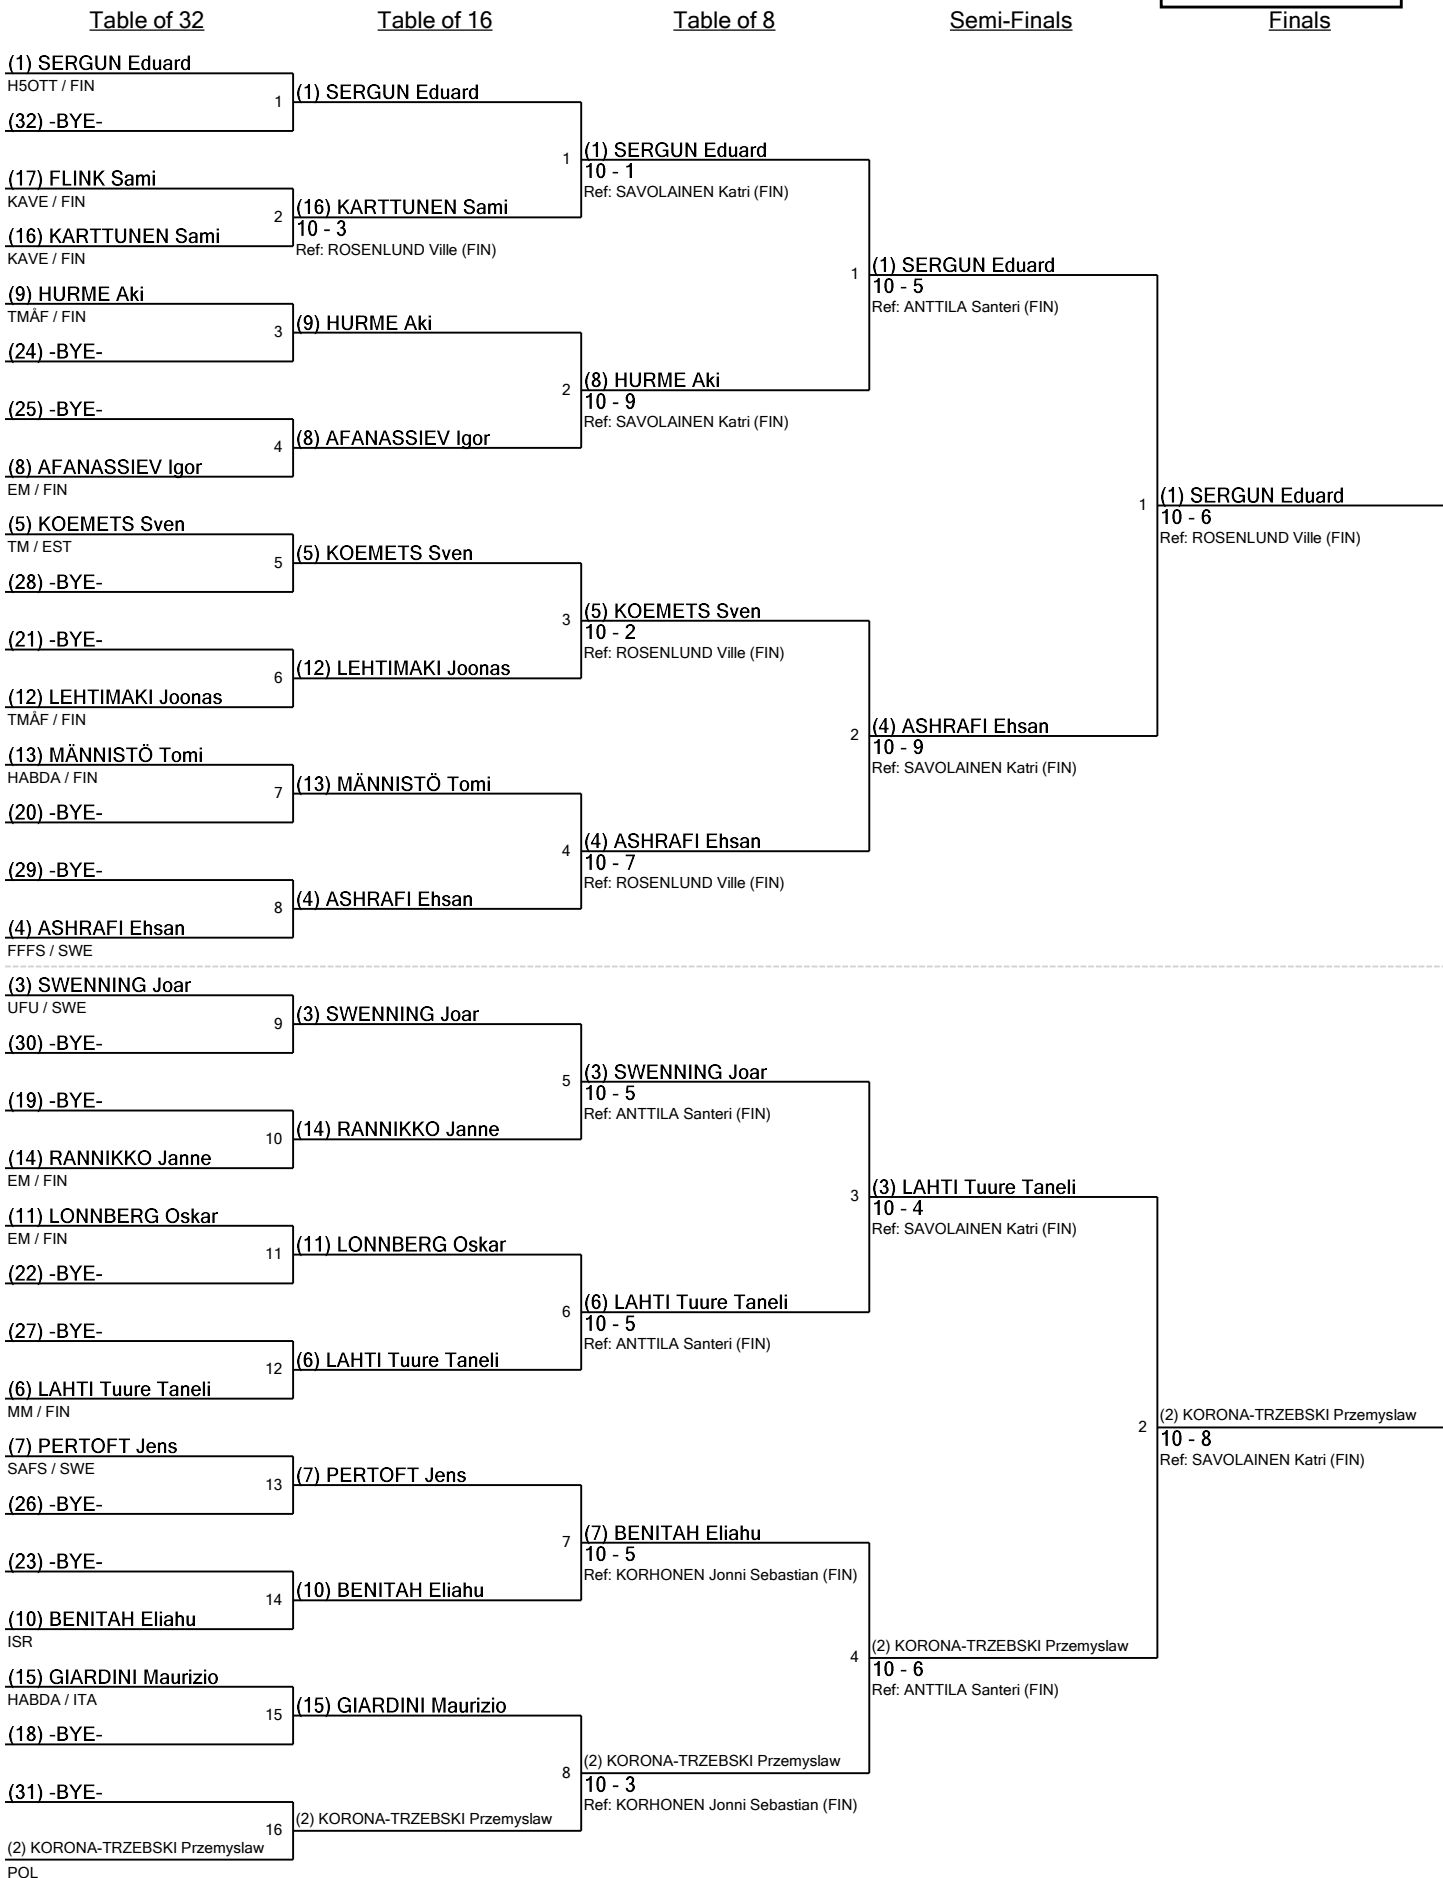 Table of 32
Table of 16
Table of 8
Semi-Finals
Finals
(1) SERGUN Eduard
H5OTT / FIN
1
(32) -BYE-
(17) FLINK Sami
KAVE / FIN
2
(16) KARTTUNEN Sami
KAVE / FIN
(9) HURME Aki
TMÅF / FIN
3
(24) -BYE-
(25) -BYE-
4
(8) AFANASSIEV Igor
EM / FIN
(5) KOEMETS Sven
TM / EST
5
(28) -BYE-
(21) -BYE-
6
(12) LEHTIMAKI Joonas
TMÅF / FIN
(13) MÄNNISTÖ Tomi
HABDA / FIN
7
(20) -BYE-
(29) -BYE-
8
(4) ASHRAFI Ehsan
FFFS / SWE
(3) SWENNING Joar
UFU / SWE
9
(30) -BYE-
(19) -BYE-
10
(14) RANNIKKO Janne
EM / FIN
(11) LONNBERG Oskar
EM / FIN
11
(22) -BYE-
(27) -BYE-
12
(6) LAHTI Tuure Taneli
MM / FIN
(7) PERTOFT Jens
SAFS / SWE
13
(26) -BYE-
(23) -BYE-
14
(10) BENITAH Eliahu
ISR
(15) GIARDINI Maurizio
HABDA / ITA
15
(18) -BYE-
(31) -BYE-
16
(2) KORONA-TRZEBSKI Przemyslaw
POL
(1) SERGUN Eduard
1
(16) KARTTUNEN Sami
10 - 3
Ref: ROSENLUND Ville (FIN)
(9) HURME Aki
2
(8) AFANASSIEV Igor
(5) KOEMETS Sven
3
(12) LEHTIMAKI Joonas
(13) MÄNNISTÖ Tomi
4
(4) ASHRAFI Ehsan
(3) SWENNING Joar
5
(14) RANNIKKO Janne
(11) LONNBERG Oskar
6
(6) LAHTI Tuure Taneli
(7) PERTOFT Jens
7
(10) BENITAH Eliahu
(15) GIARDINI Maurizio
8
(2) KORONA-TRZEBSKI Przemyslaw
(1) SERGUN Eduard
10 - 1
Ref: SAVOLAINEN Katri (FIN)
1
(8) HURME Aki
10 - 9
Ref: SAVOLAINEN Katri (FIN)
(5) KOEMETS Sven
10 - 2
Ref: ROSENLUND Ville (FIN)
2
(4) ASHRAFI Ehsan
10 - 7
Ref: ROSENLUND Ville (FIN)
(3) SWENNING Joar
10 - 5
Ref: ANTTILA Santeri (FIN)
3
(6) LAHTI Tuure Taneli
10 - 5
Ref: ANTTILA Santeri (FIN)
(7) BENITAH Eliahu
10 - 5
Ref: KORHONEN Jonni Sebastian (FIN)
4
(2) KORONA-TRZEBSKI Przemyslaw
10 - 3
Ref: KORHONEN Jonni Sebastian (FIN)
(1) SERGUN Eduard
10 - 5
Ref: ANTTILA Santeri (FIN)
1
(4) ASHRAFI Ehsan
10 - 9
Ref: SAVOLAINEN Katri (FIN)
(3) LAHTI Tuure Taneli
10 - 4
Ref: SAVOLAINEN Katri (FIN)
2
(2) KORONA-TRZEBSKI Przemyslaw
10 - 6
Ref: ANTTILA Santeri (FIN)
(1) SERGUN Eduard
10 - 6
Ref: ROSENLUND Ville (FIN)
(2) KORONA-TRZEBSKI Przemyslaw
10 - 8
Ref: SAVOLAINEN Katri (FIN)